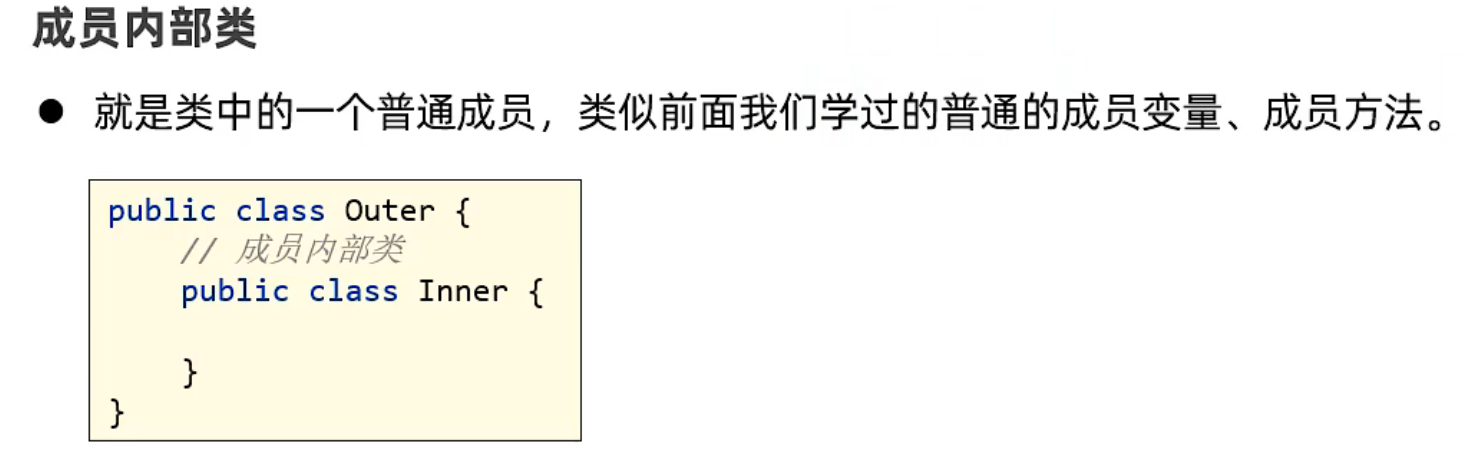 成员内部类
● 就是类中的一个普通成员，类似前面我们学过的普通的成员变量、成员方法。
public class Outer {
    // 成员内部类
    public class Inner {

    }
}